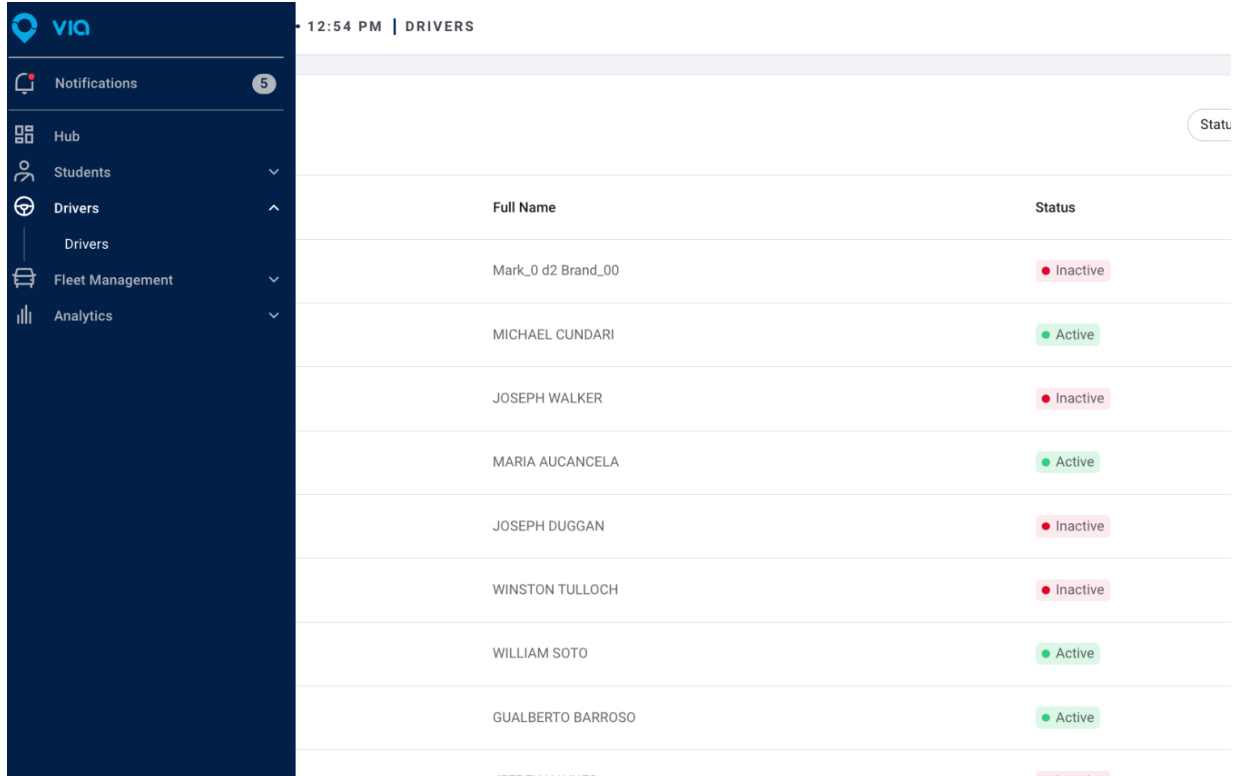 via
• 12:54 PM | DRIVERS
Notifications 5
Hub
Students
Drivers
Drivers
Fleet Management
Analytics
Statu
Full Name Status
Mark_0 d2 Brand_00 Inactive
MICHAEL CUNDARI Active
JOSEPH WALKER Inactive
MARIA AUCANCELA Active
JOSEPH DUGGAN Inactive
WINSTON TULLOCH Inactive
WILLIAM SOTO Active
GUALBERTO BARROSO Active
Inactive